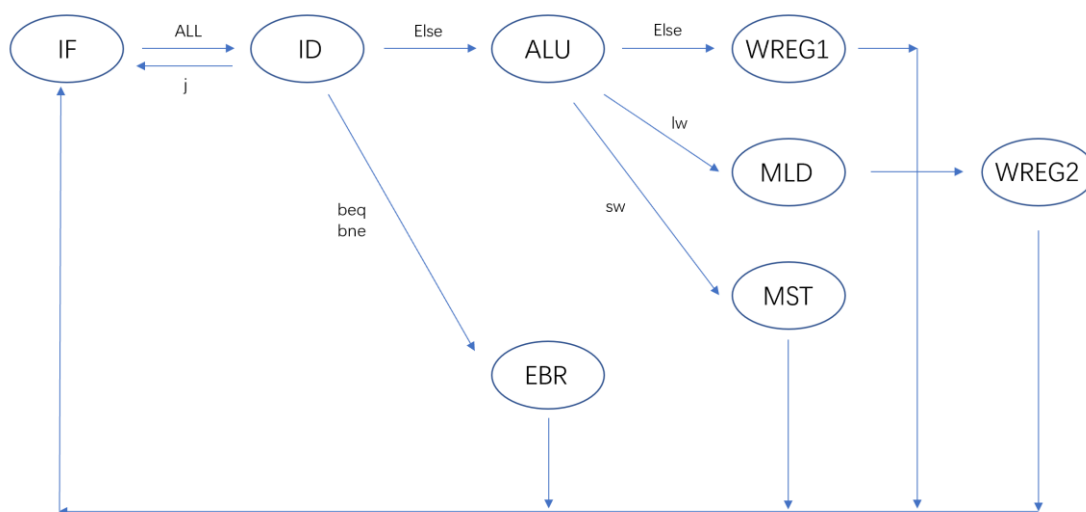 IF
ALL
j
ID
Else
ALU
Else
WREG1
lw
MLD
WREG2
beq
bne
sw
MST
EBR